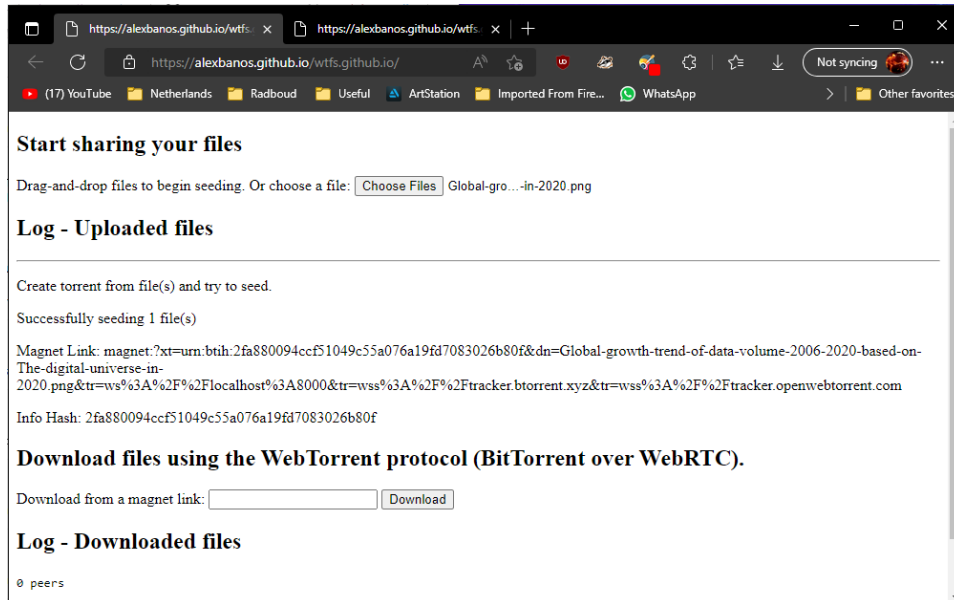 https://alexbanos.github.io/wtfs. https://alexbanos.github.io/wtfs.
https://alexbanos.github.io/wtfs.github.io/ Not syncing
(17) YouTube Netherlands Radboud Useful ArtStation Imported From Fire... WhatsApp Other favorites
Start sharing your files
Drag-and-drop files to begin seeding. Or choose a file: Choose Files Global-gro...-in-2020.png
Log - Uploaded files
Create torrent from file(s) and try to seed.
Successfully seeding 1 file(s)
Magnet Link: magnet:?xt=urn:btih:2fa880094ccf51049c55a076a19fd7083026b80f&dn=Global-growth-trend-of-data-volume-2006-2020-based-on-
The-digital-universe-in-
2020.png&tr=ws%3A%2F%2Flocalhost%3A8000&tr=wss%3A%2F%2Ftracker.btorrent.xyz&tr=wss%3A%2F%2Ftracker.openwebtorrent.com
Info Hash: 2fa880094ccf51049c55a076a19fd7083026b80f
Download files using the WebTorrent protocol (BitTorrent over WebRTC).
Download from a magnet link: Download
Log - Downloaded files
0 peers